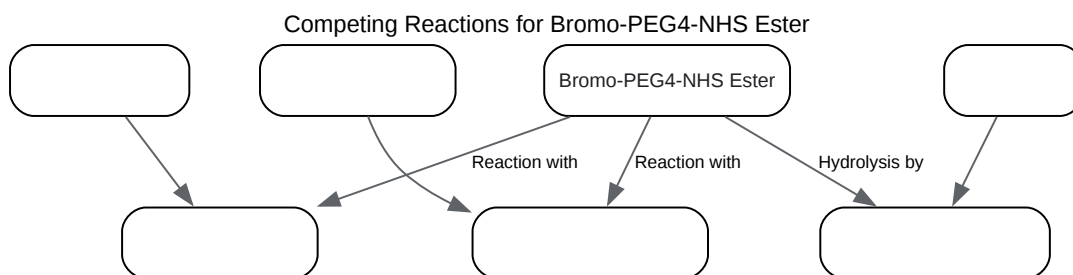 Competing Reactions for Bromo-PEG4-NHS Ester
Bromo-PEG4-NHS Ester
Reaction with
Reaction with
Hydrolysis by